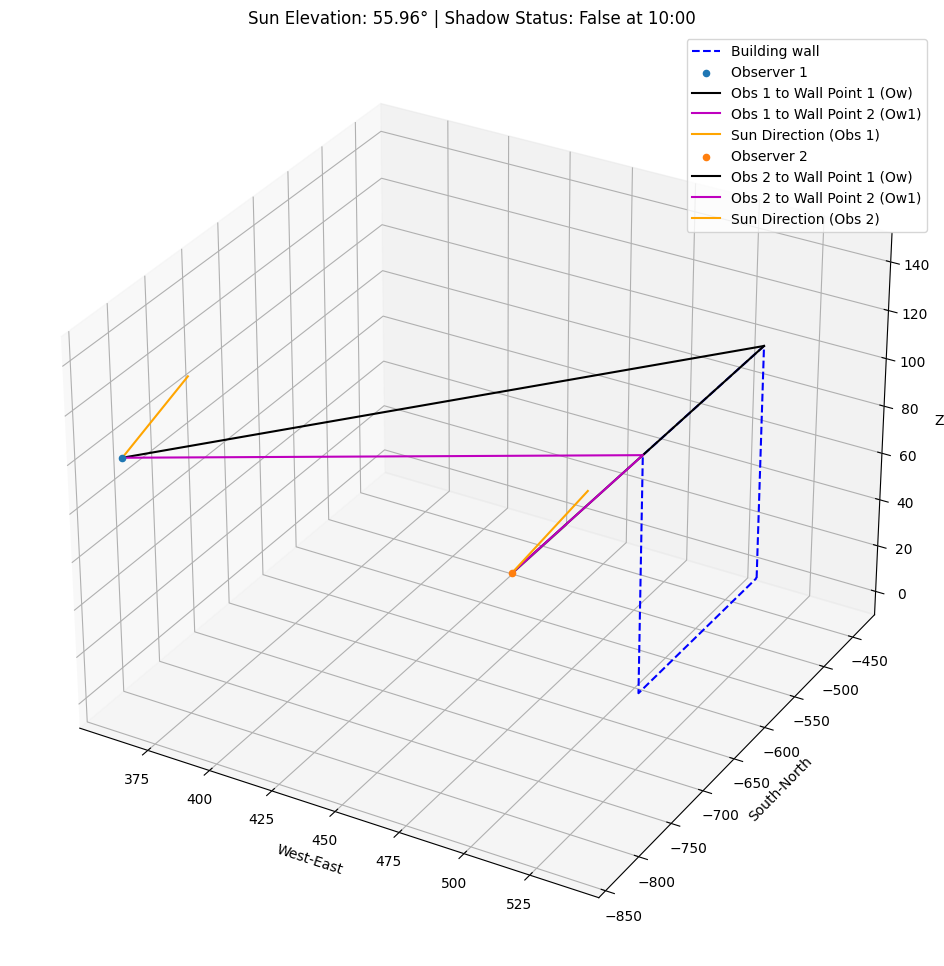 Sun Elevation: 55.96° | Shadow Status: False at 10:00
Building wall
Observer 1
Obs 1 to Wall Point 1 (Ow)
Obs 1 to Wall Point 2 (Ow1)
Sun Direction (Obs 1)
Observer 2
Obs 2 to Wall Point 1 (Ow)
Obs 2 to Wall Point 2 (Ow1)
Sun Direction (Obs 2)
140
120
100
80
60
40
20
0
Z
−450
−500
−550
−600
−650
−700
−750
−800
−850
South-North
375
400
425
450
475
500
525
West-East